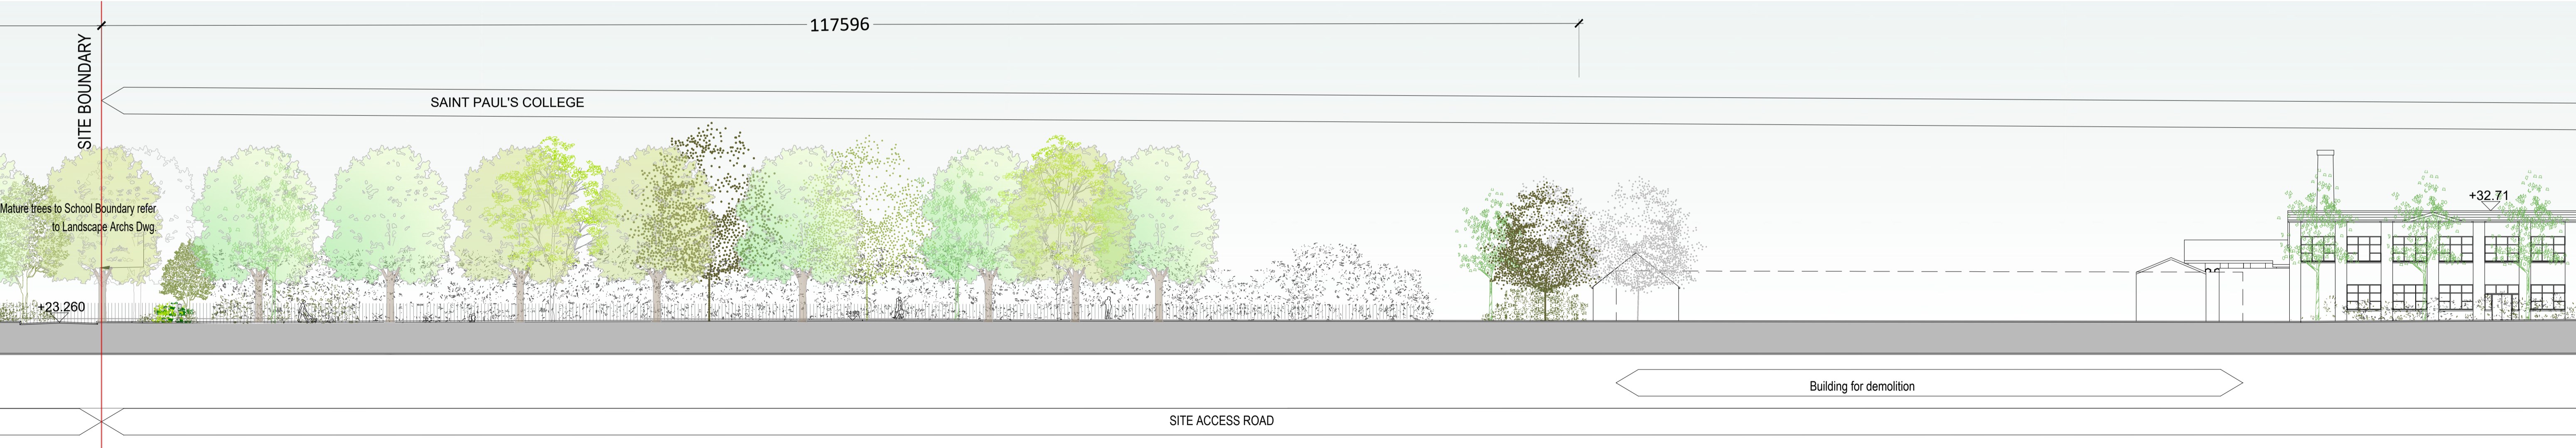 117596
SITE BOUNDARY
SAINT PAUL'S COLLEGE
Mature trees to School Boundary refer
to Landscape Archs Dwg.
+32.71
+23.260
Building for demolition
SITE ACCESS ROAD